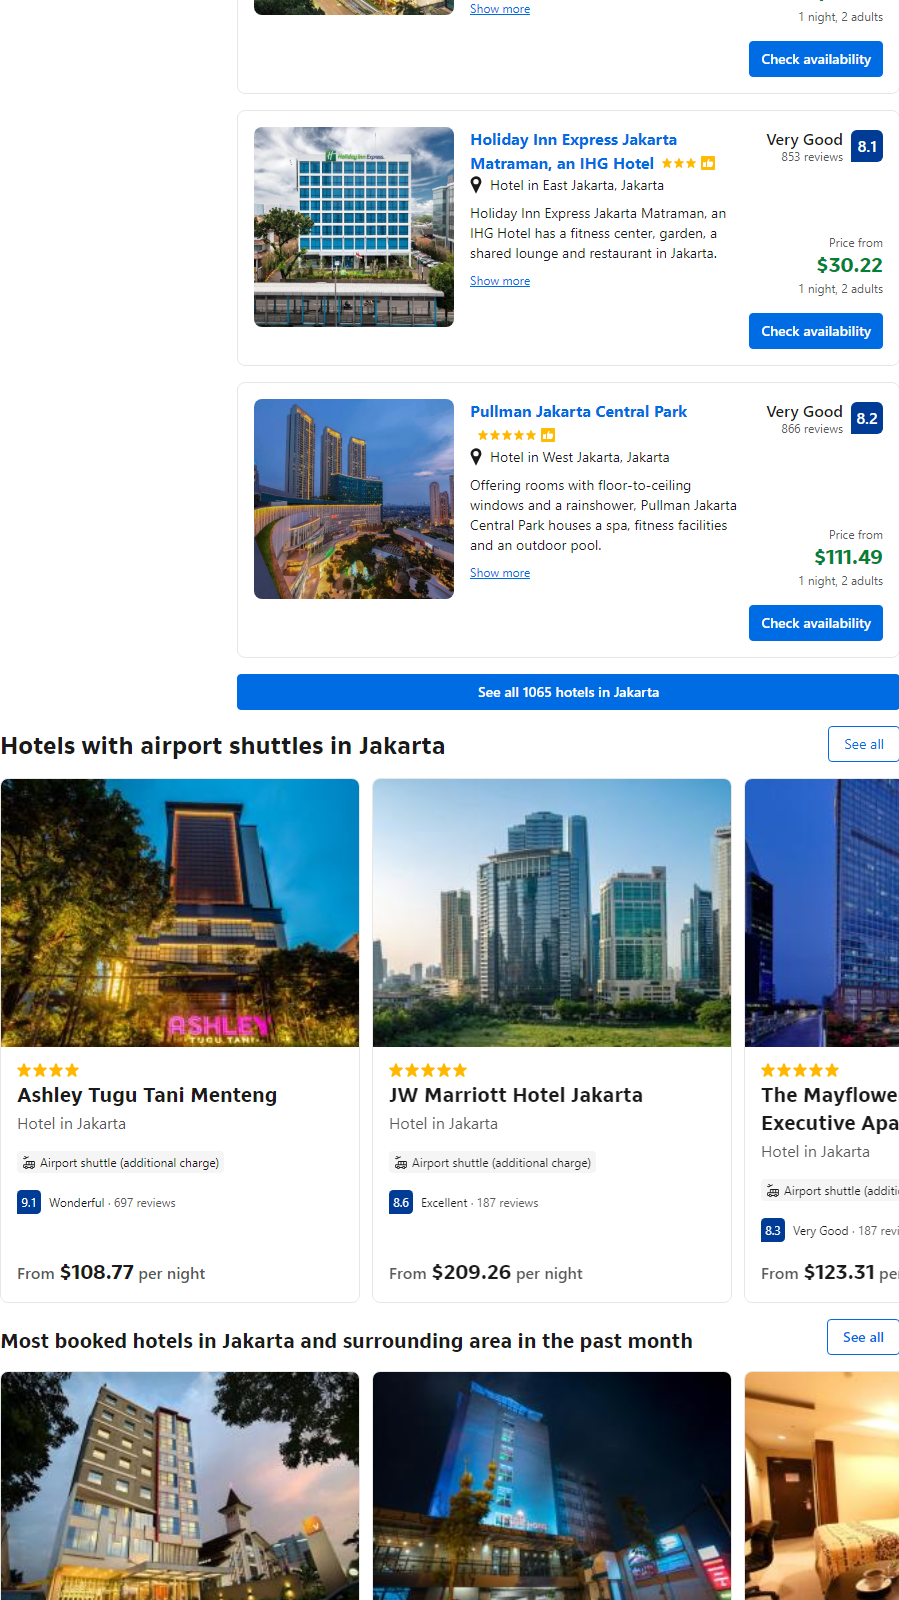 Show more
1 night, 2 adults
Check availability
Holiday Inn Express
Holiday Inn Express Jakarta
Matraman, an IHG Hotel
Very Good
853 reviews
8.1
Hotel in East Jakarta, Jakarta
Holiday Inn Express Jakarta Matraman, an
IHG Hotel has a fitness center, garden, a
shared lounge and restaurant in Jakarta.
Show more
Price from
$30.22
1 night, 2 adults
Check availability
Pullman Jakarta Central Park
Very Good
866 reviews
8.2
Hotel in West Jakarta, Jakarta
Offering rooms with floor-to-ceiling
windows and a rainshower, Pullman Jakarta
Central Park houses a spa, fitness facilities
and an outdoor pool.
Show more
Price from
$111.49
1 night, 2 adults
Check availability
See all 1065 hotels in Jakarta
Hotels with airport shuttles in Jakarta
See all
ASHLEY
TUGU TANI
Ashley Tugu Tani Menteng
Hotel in Jakarta
Airport shuttle (additional charge)
9.1 Wonderful · 697 reviews
From $108.77 per night
JW Marriott Hotel Jakarta
Hotel in Jakarta
Airport shuttle (additional charge)
8.6 Excellent · 187 reviews
From $209.26 per night
The Mayflowe
Executive Apa
Hotel in Jakarta
Airport shuttle (additi
8.3 Very Good · 187 revi
From $123.31 pe
Most booked hotels in Jakarta and surrounding area in the past month
See all